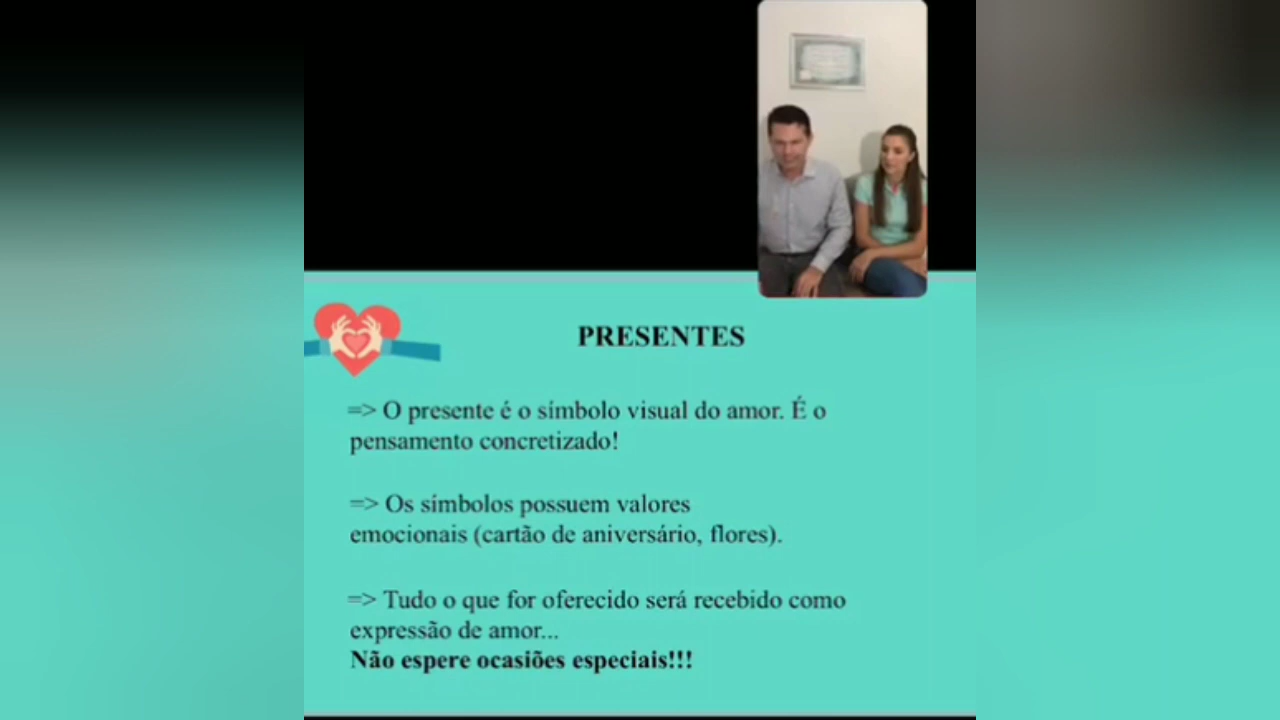 PRESENTES
=> O presente é o símbolo visual do amor. É o
pensamento concretizado!
=> Os símbolos possuem valores
emocionais (cartão de aniversário, flores).
=> Tudo o que for oferecido será recebido como
expressão de amor...
Não espere ocasiões especiais!!!